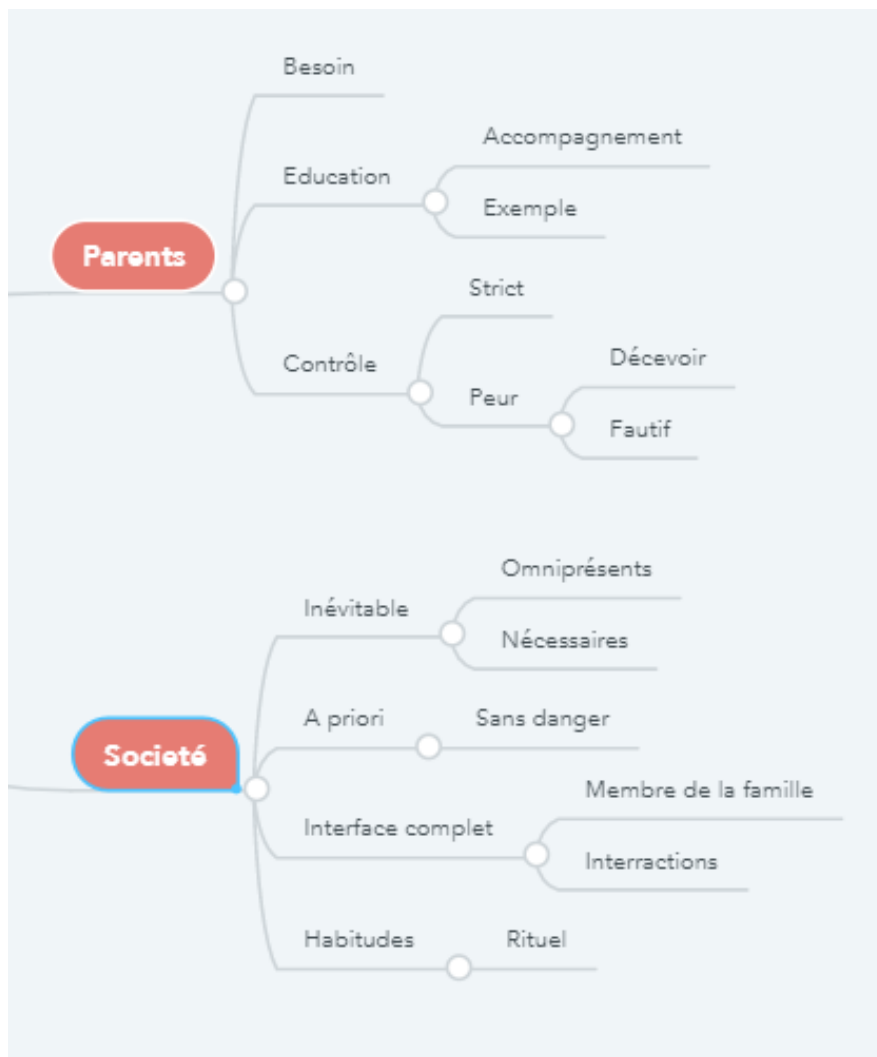 Besoin
Accompagnement
Education
Exemple
Parents
Strict
Contrôle
Décevoir
Peur
Fautif
Omniprésents
Inévitable
Nécessaires
A priori
Sans danger
Societé
Membre de la famille
Interface complet
Interractions
Habitudes
Rituel